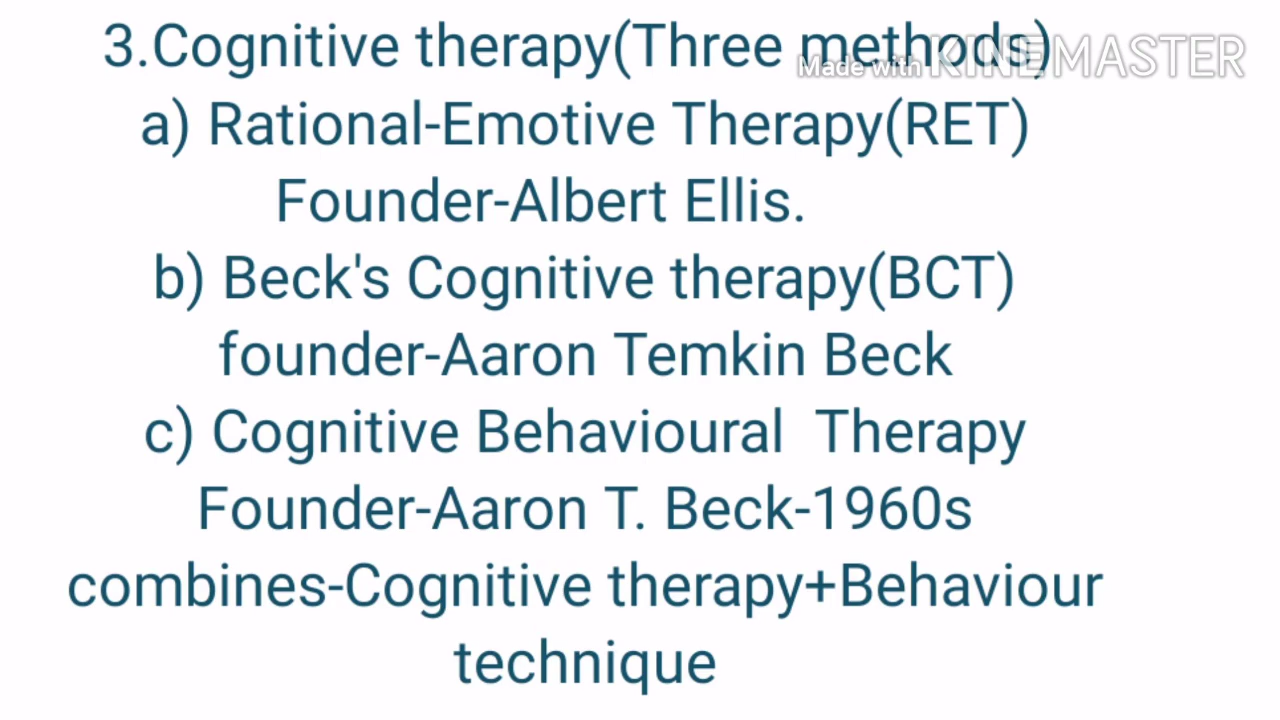 3.Cognitive therapy(Three methods)
Made with KINEMASTER
a) Rational-Emotive Therapy(RET)
Founder-Albert Ellis.
b) Beck's Cognitive therapy(BCT)
founder-Aaron Temkin Beck
c) Cognitive Behavioural Therapy
Founder-Aaron T. Beck-1960s
combines-Cognitive therapy+Behaviour
technique